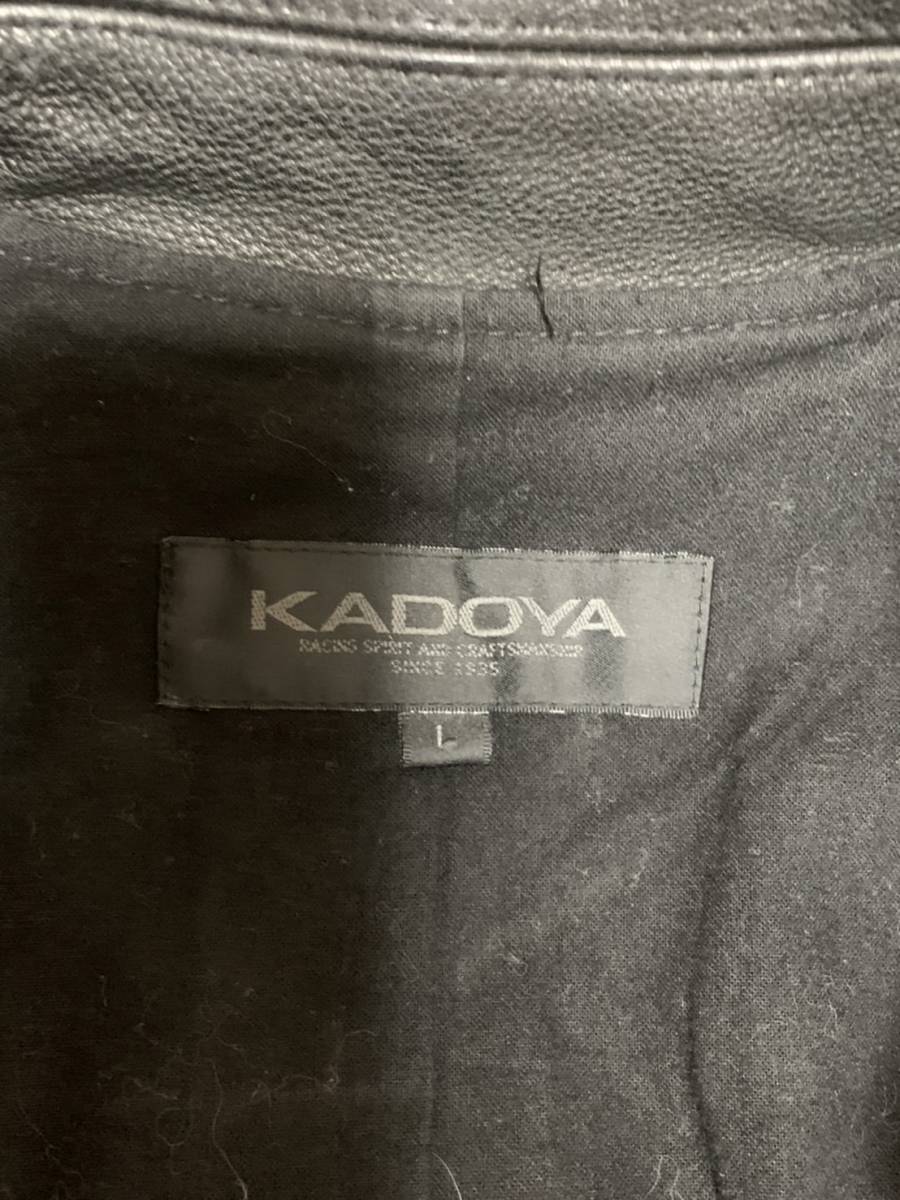 KADOYA
RACING SPIRIT AND CRAFTSMANSHIP
SINCE 1935
L